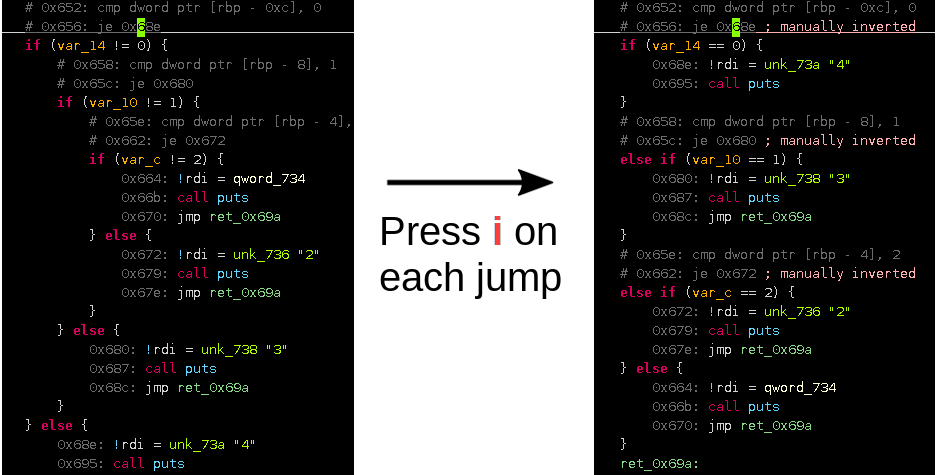 # 0x652: cmp dword ptr [rbp - 0xc], 0
# 0x656: je 0x68e
if (var_14 != 0) {
# 0x658: cmp dword ptr [rbp - 8], 1
# 0x65c: je 0x680
if (var_10 != 1) {
# 0x65e: cmp dword ptr [rbp - 4],
# 0x662: je 0x672
if (var_c != 2) {
0x664: !rdi = qword_734
0x66b: call puts
0x670: jmp ret_0x69a
} else {
0x672: !rdi = unk_736 "2"
0x679: call puts
0x67e: jmp ret_0x69a
}
} else {
0x680: !rdi = unk_738 "3"
0x687: call puts
0x68c: jmp ret_0x69a
}
} else {
0x68e: !rdi = unk_73a "4"
0x695: call puts
Press i on
each jump
# 0x652: cmp dword ptr [rbp - 0xc], 0
# 0x656: je 0x68e ; manually inverted
if (var_14 == 0) {
0x68e: !rdi = unk_73a "4"
0x695: call puts
}
# 0x658: cmp dword ptr [rbp - 8], 1
# 0x65c: je 0x680 ; manually inverted
else if (var_10 == 1) {
0x680: !rdi = unk_738 "3"
0x687: call puts
0x68c: jmp ret_0x69a
}
# 0x65e: cmp dword ptr [rbp - 4], 2
# 0x662: je 0x672 ; manually inverted
else if (var_c == 2) {
0x672: !rdi = unk_736 "2"
0x679: call puts
0x67e: jmp ret_0x69a
} else {
0x664: !rdi = qword_734
0x66b: call puts
0x670: jmp ret_0x69a
}
ret_0x69a: